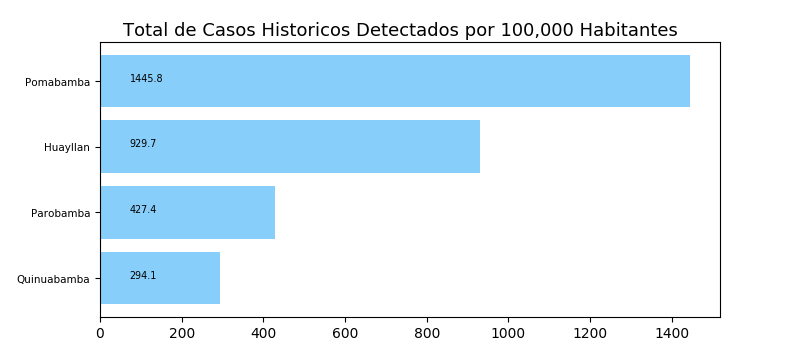 Total de Casos Historicos Detectados por 100,000 Habitantes
Pomabamba 1445.8
Huayllan 929.7
Parobamba 427.4
Quinuabamba 294.1
0 200 400 600 800 1000 1200 1400